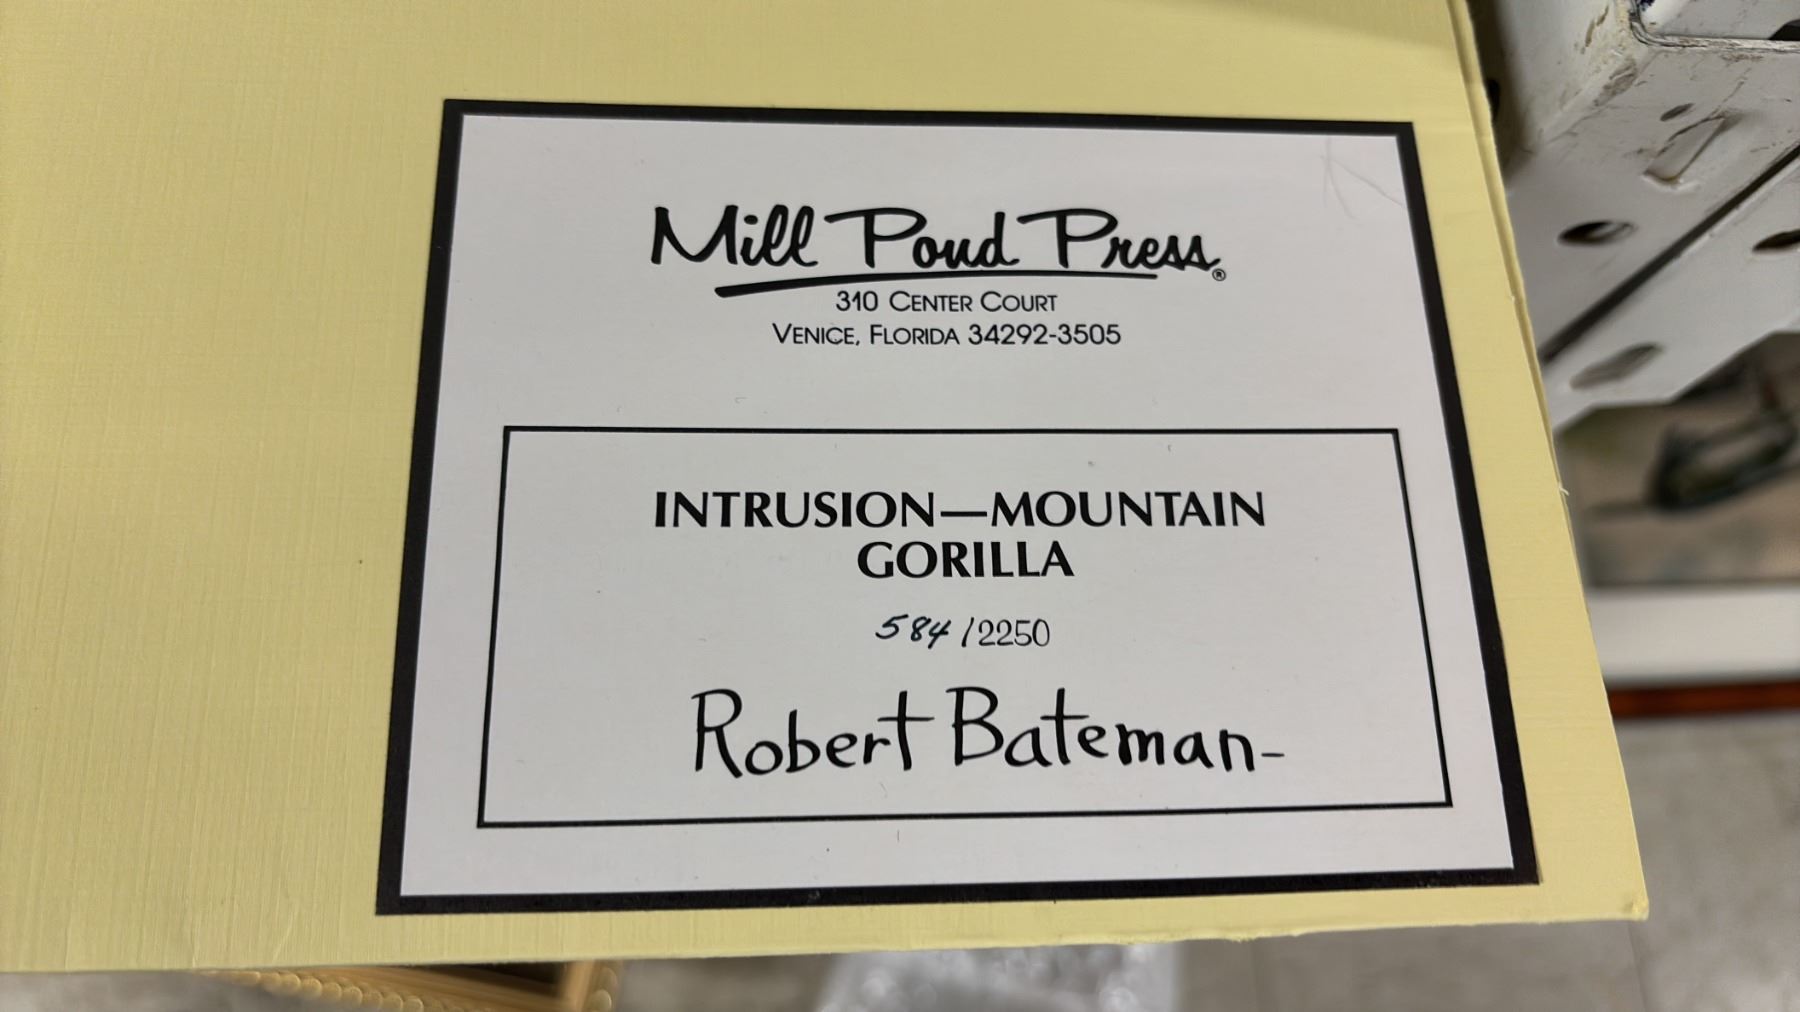 Mill Pond Press®
310 CENTER COURT
VENICE, FLORIDA 34292-3505
INTRUSION—MOUNTAIN
GORILLA
584/2250
Robert Bateman-